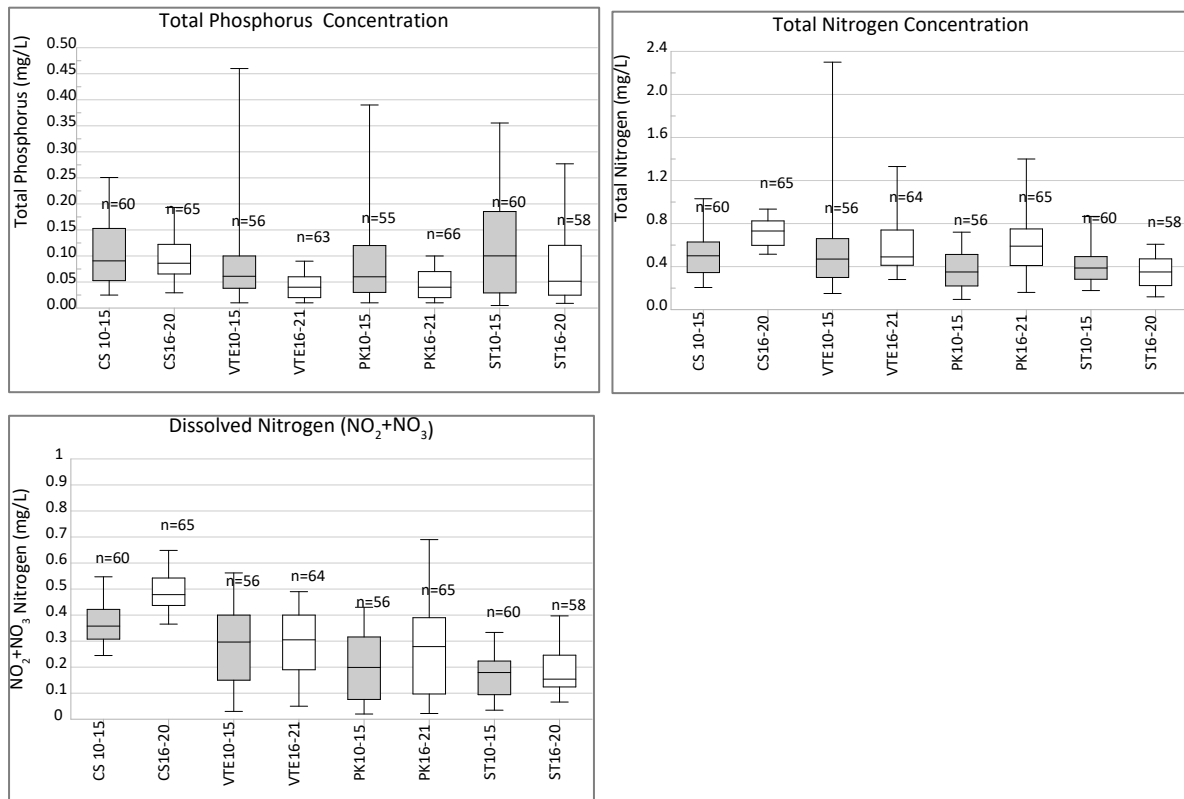 Total Phosphorus Concentration
Total Phosphorus (mg/L)
0.50
0.45
0.40
0.35
0.30
0.25
0.20
0.15
0.10
0.05
0.00
n=60
n=65
n=56
n=63
n=55
n=66
n=60
n=58
CS 10-15
CS16-20
VTE10-15
VTE16-21
PK10-15
PK16-21
ST10-15
ST16-20
Total Nitrogen Concentration
Total Nitrogen (mg/L)
2.4
2.0
1.6
1.2
0.8
0.4
0.0
n=60
n=65
n=56
n=64
n=56
n=65
n=60
n=58
CS 10-15
CS16-20
VTE10-15
VTE16-21
PK10-15
PK16-21
ST10-15
ST16-20
Dissolved Nitrogen (NO2+NO3)
NO2+NO3 Nitrogen (mg/L)
1
0.9
0.8
0.7
0.6
0.5
0.4
0.3
0.2
0.1
0
n=60
n=65
n=56
n=64
n=56
n=65
n=60
n=58
CS 10-15
CS16-20
VTE10-15
VTE16-21
PK10-15
PK16-21
ST10-15
ST16-20